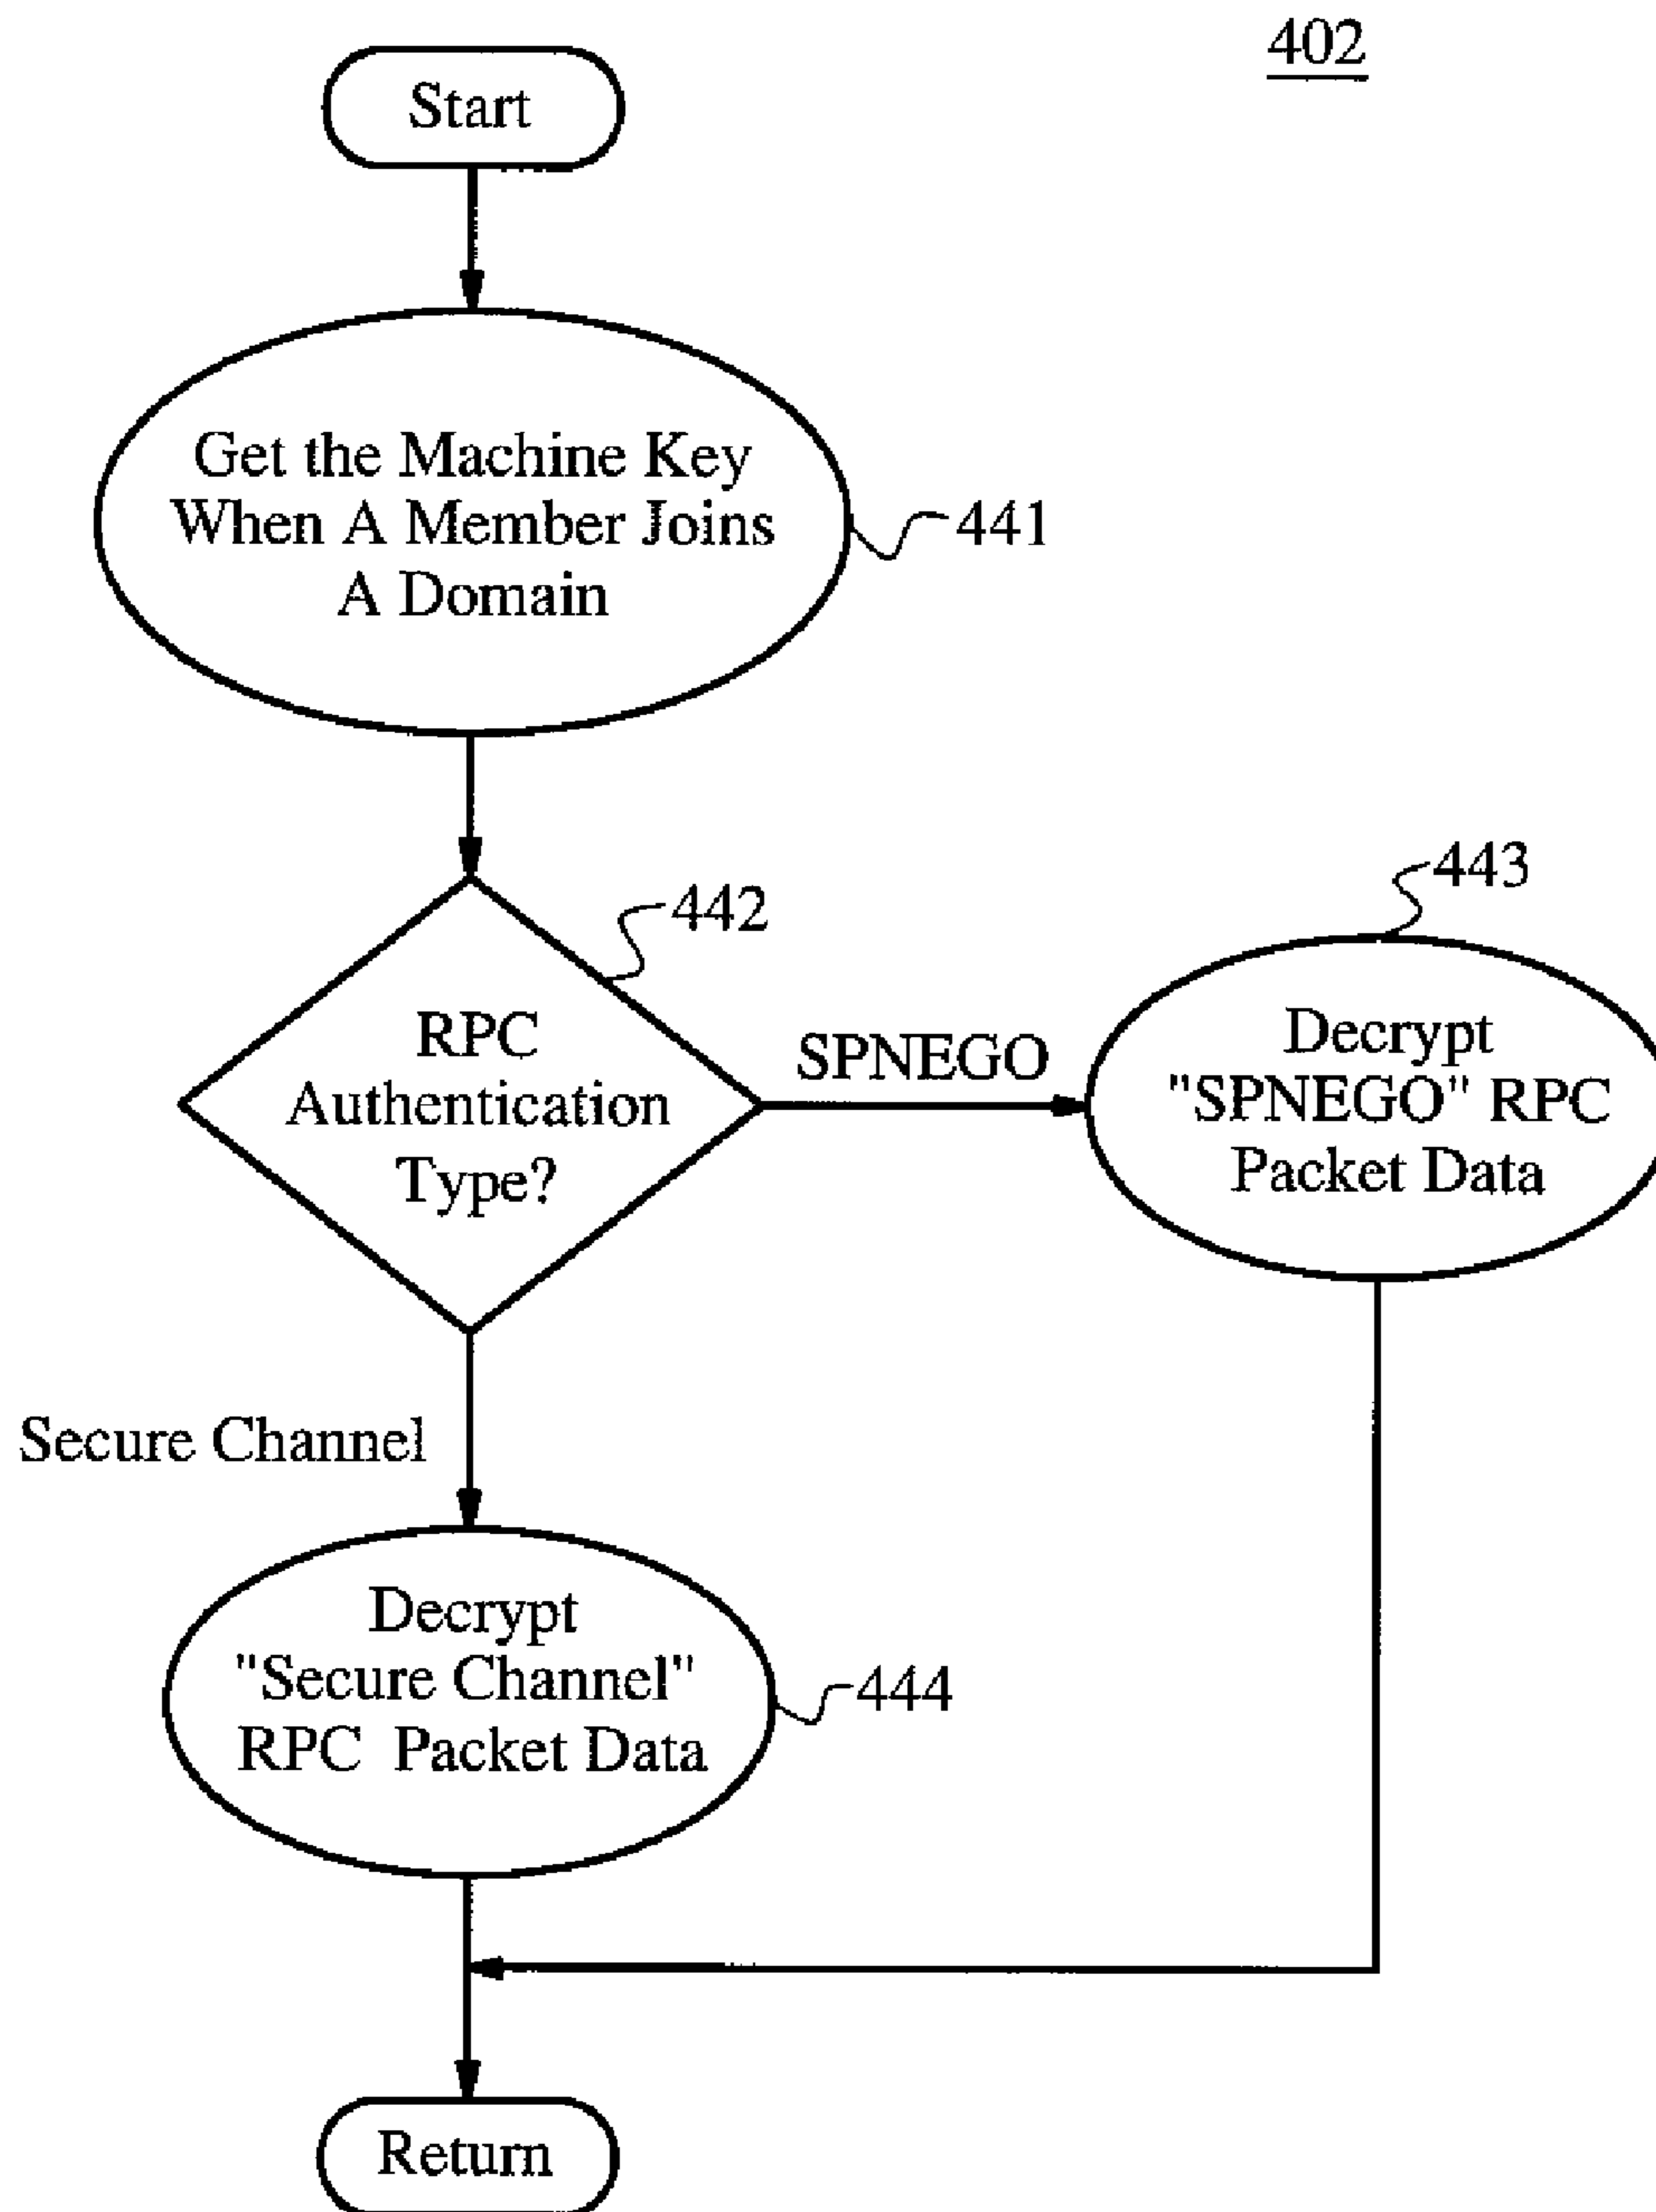 402
Start
Get the Machine Key
When A Member Joins
A Domain
441
442
RPC
Authentication
Type?
SPNEGO
443
Decrypt
"SPNEGO" RPC
Packet Data
Secure Channel
Decrypt
"Secure Channel"
RPC Packet Data
444
Return